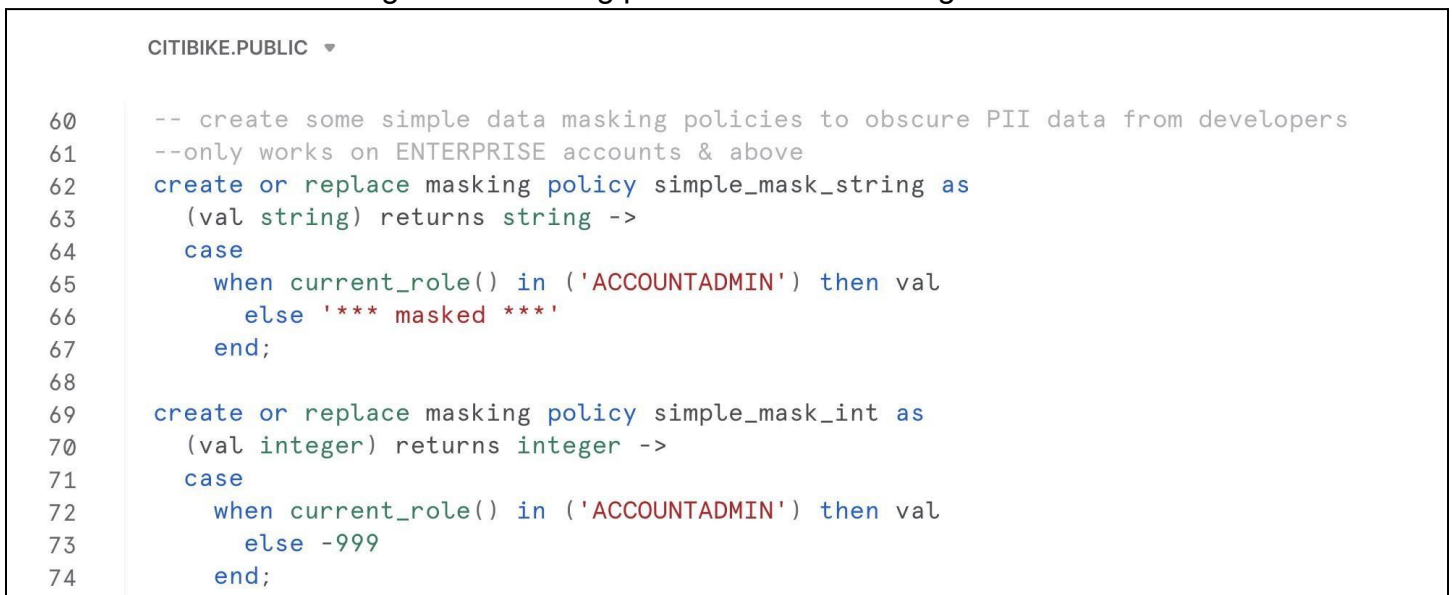 CITIBIKE.PUBLIC
60 -- create some simple data masking policies to obscure PII data from developers
61 --only works on ENTERPRISE accounts & above
62 create or replace masking policy simple_mask_string as
63 (val string) returns string ->
64 case
65 when current_role() in ('ACCOUNTADMIN') then val
66 else '*** masked ***'
67 end;
68
69 create or replace masking policy simple_mask_int as
70 (val integer) returns integer ->
71 case
72 when current_role() in ('ACCOUNTADMIN') then val
73 else -999
74 end;